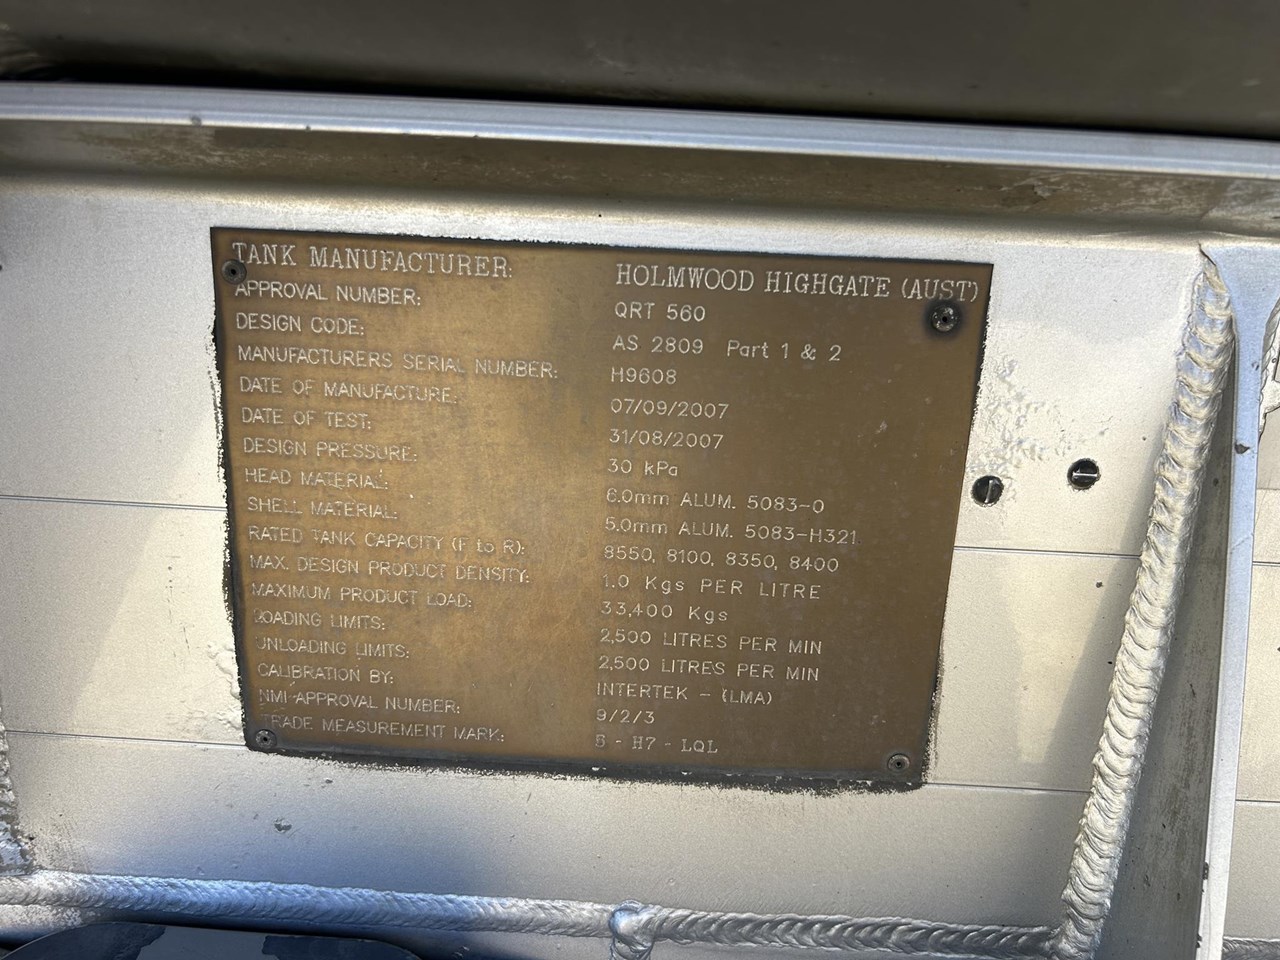 TANK MANUFACTURER: HOLMWOOD HIGHGATE (AUST)
APPROVAL NUMBER: QRT 560
DESIGN CODE: AS 2809 Part 1 & 2
MANUFACTURERS SERIAL NUMBER: H9608
DATE OF MANUFACTURE: 07/09/2007
DATE OF TEST: 31/08/2007
DESIGN PRESSURE: 30 kPa
HEAD MATERIAL: 6.0mm ALUM. 5083-0
SHELL MATERIAL: 5.0mm ALUM. 5083-H321
RATED TANK CAPACITY (F to R): 8550, 8100, 8350, 8400
MAX. DESIGN PRODUCT DENSITY: 1.0 Kgs PER LITRE
MAXIMUM PRODUCT LOAD: 33,400 Kgs
LOADING LIMITS: 2,500 LITRES PER MIN
UNLOADING LIMITS: 2,500 LITRES PER MIN
CALIBRATION BY: INTERTEK - (LMA)
NMI APPROVAL NUMBER: 9/2/3
TRADE MEASUREMENT MARK: 5 - H7 - LQL